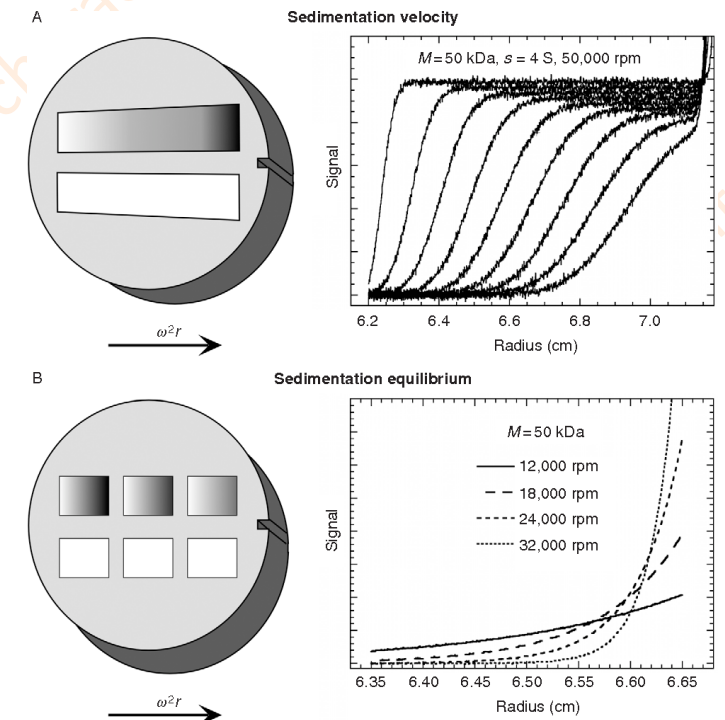 A
Sedimentation velocity
M = 50 kDa, s = 4 S, 50,000 rpm
Signal
6.2 6.4 6.6 6.8 7.0
Radius (cm)
ω²r
B
Sedimentation equilibrium
M = 50 kDa
12,000 rpm
18,000 rpm
24,000 rpm
32,000 rpm
Signal
6.35 6.40 6.45 6.50 6.55 6.60 6.65
Radius (cm)
ω²r